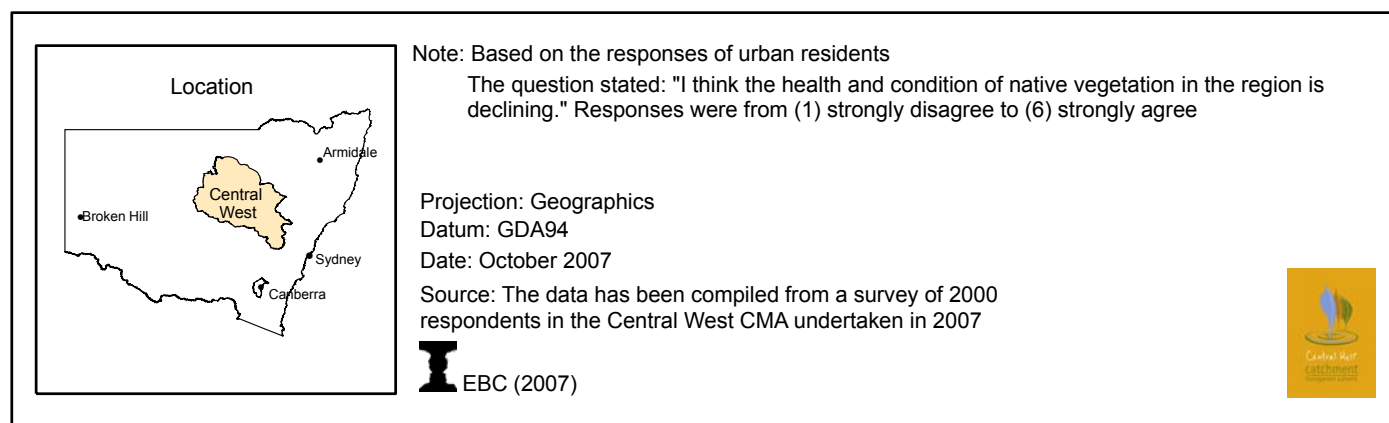 Location
Armidale
Central
West
Broken Hill
Sydney
Canberra
Note: Based on the responses of urban residents
The question stated: "I think the health and condition of native vegetation in the region is
declining." Responses were from (1) strongly disagree to (6) strongly agree
Projection: Geographics
Datum: GDA94
Date: October 2007
Source: The data has been compiled from a survey of 2000
respondents in the Central West CMA undertaken in 2007
EBC (2007)
Central West
catchment